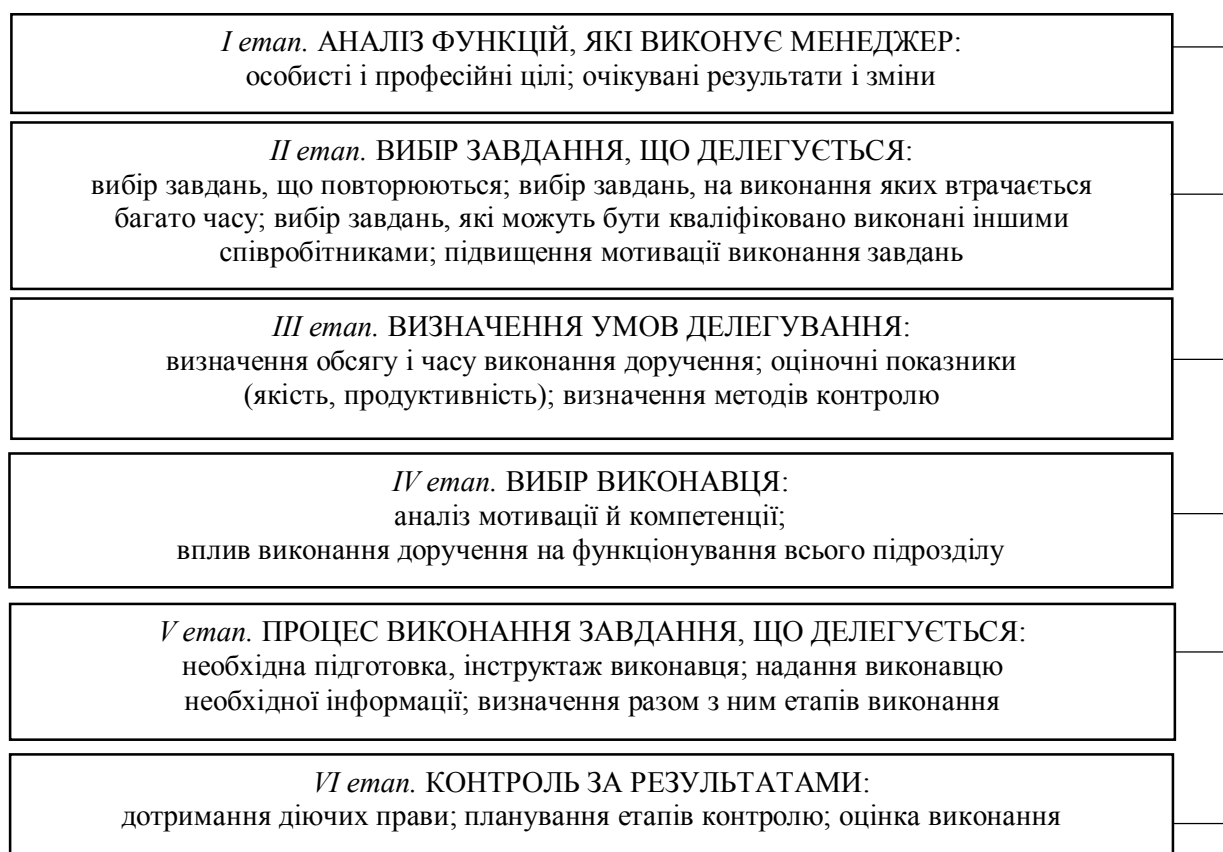 I етап. АНАЛІЗ ФУНКЦІЙ, ЯКІ ВИКОНУЄ МЕНЕДЖЕР:
особисті і професійні цілі; очікувані результати і зміни
II етап. ВИБІР ЗАВДАННЯ, ЩО ДЕЛЕГУЄТЬСЯ:
вибір завдань, що повторюються; вибір завдань, на виконання яких втрачається
багато часу; вибір завдань, які можуть бути кваліфіковано виконані іншими
співробітниками; підвищення мотивації виконання завдань
III етап. ВИЗНАЧЕННЯ УМОВ ДЕЛЕГУВАННЯ:
визначення обсягу і часу виконання доручення; оціночні показники
(якість, продуктивність); визначення методів контролю
IV етап. ВИБІР ВИКОНАВЦЯ:
аналіз мотивації й компетенції;
вплив виконання доручення на функціонування всього підрозділу
V етап. ПРОЦЕС ВИКОНАННЯ ЗАВДАННЯ, ЩО ДЕЛЕГУЄТЬСЯ:
необхідна підготовка, інструктаж виконавця; надання виконавцю
необхідної інформації; визначення разом з ним етапів виконання
VI етап. КОНТРОЛЬ ЗА РЕЗУЛЬТАТАМИ:
дотримання діючих прави; планування етапів контролю; оцінка виконання